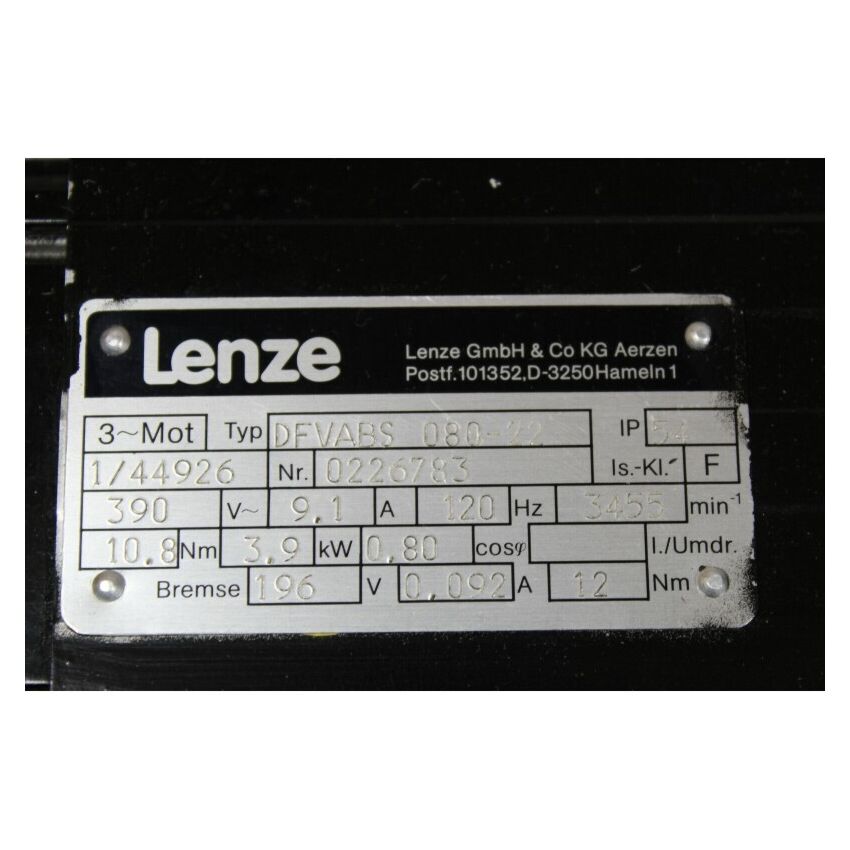 Lenze
Lenze GmbH & Co KG Aerzen
Postf.101352,D-3250Hameln1
3~Mot Typ DFVABS 080-22 IP 54
1/44926 Nr. 0226783 Is.-Kl. F
390 V~ 9,1 A 120 Hz 3455 min-1
10,8 Nm 3,9 kW 0,80 cosφ I./Umdr.
Bremse 196 V 0,092 A 12 Nm